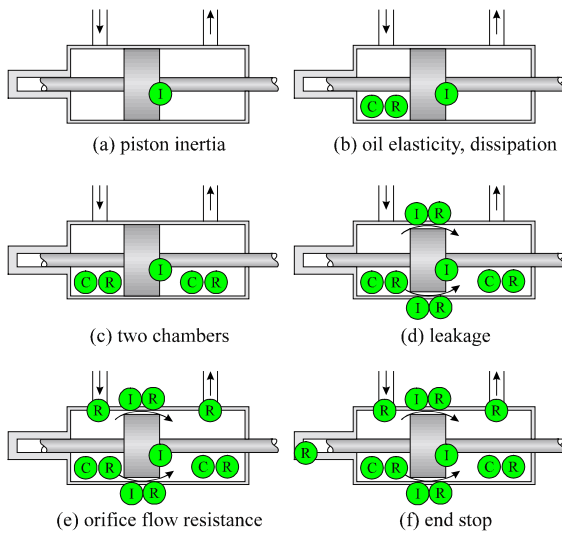 I
(a) piston inertia
C R I
(b) oil elasticity, dissipation
C R I C R
(c) two chambers
I R
C R I C R
I R
(d) leakage
R I R R
C R I C R
I R
(e) orifice flow resistance
R I R R
R C R I C R
I R
(f) end stop